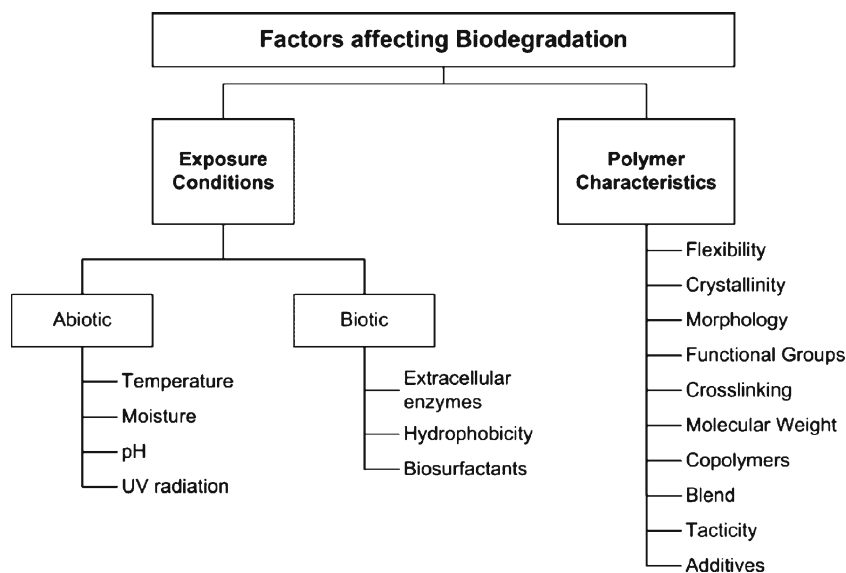 Factors affecting Biodegradation
Exposure
Conditions
Polymer
Characteristics
Abiotic
Biotic
Temperature
Moisture
pH
UV radiation
Extracellular
enzymes
Hydrophobicity
Biosurfactants
Flexibility
Crystallinity
Morphology
Functional Groups
Crosslinking
Molecular Weight
Copolymers
Blend
Tacticity
Additives